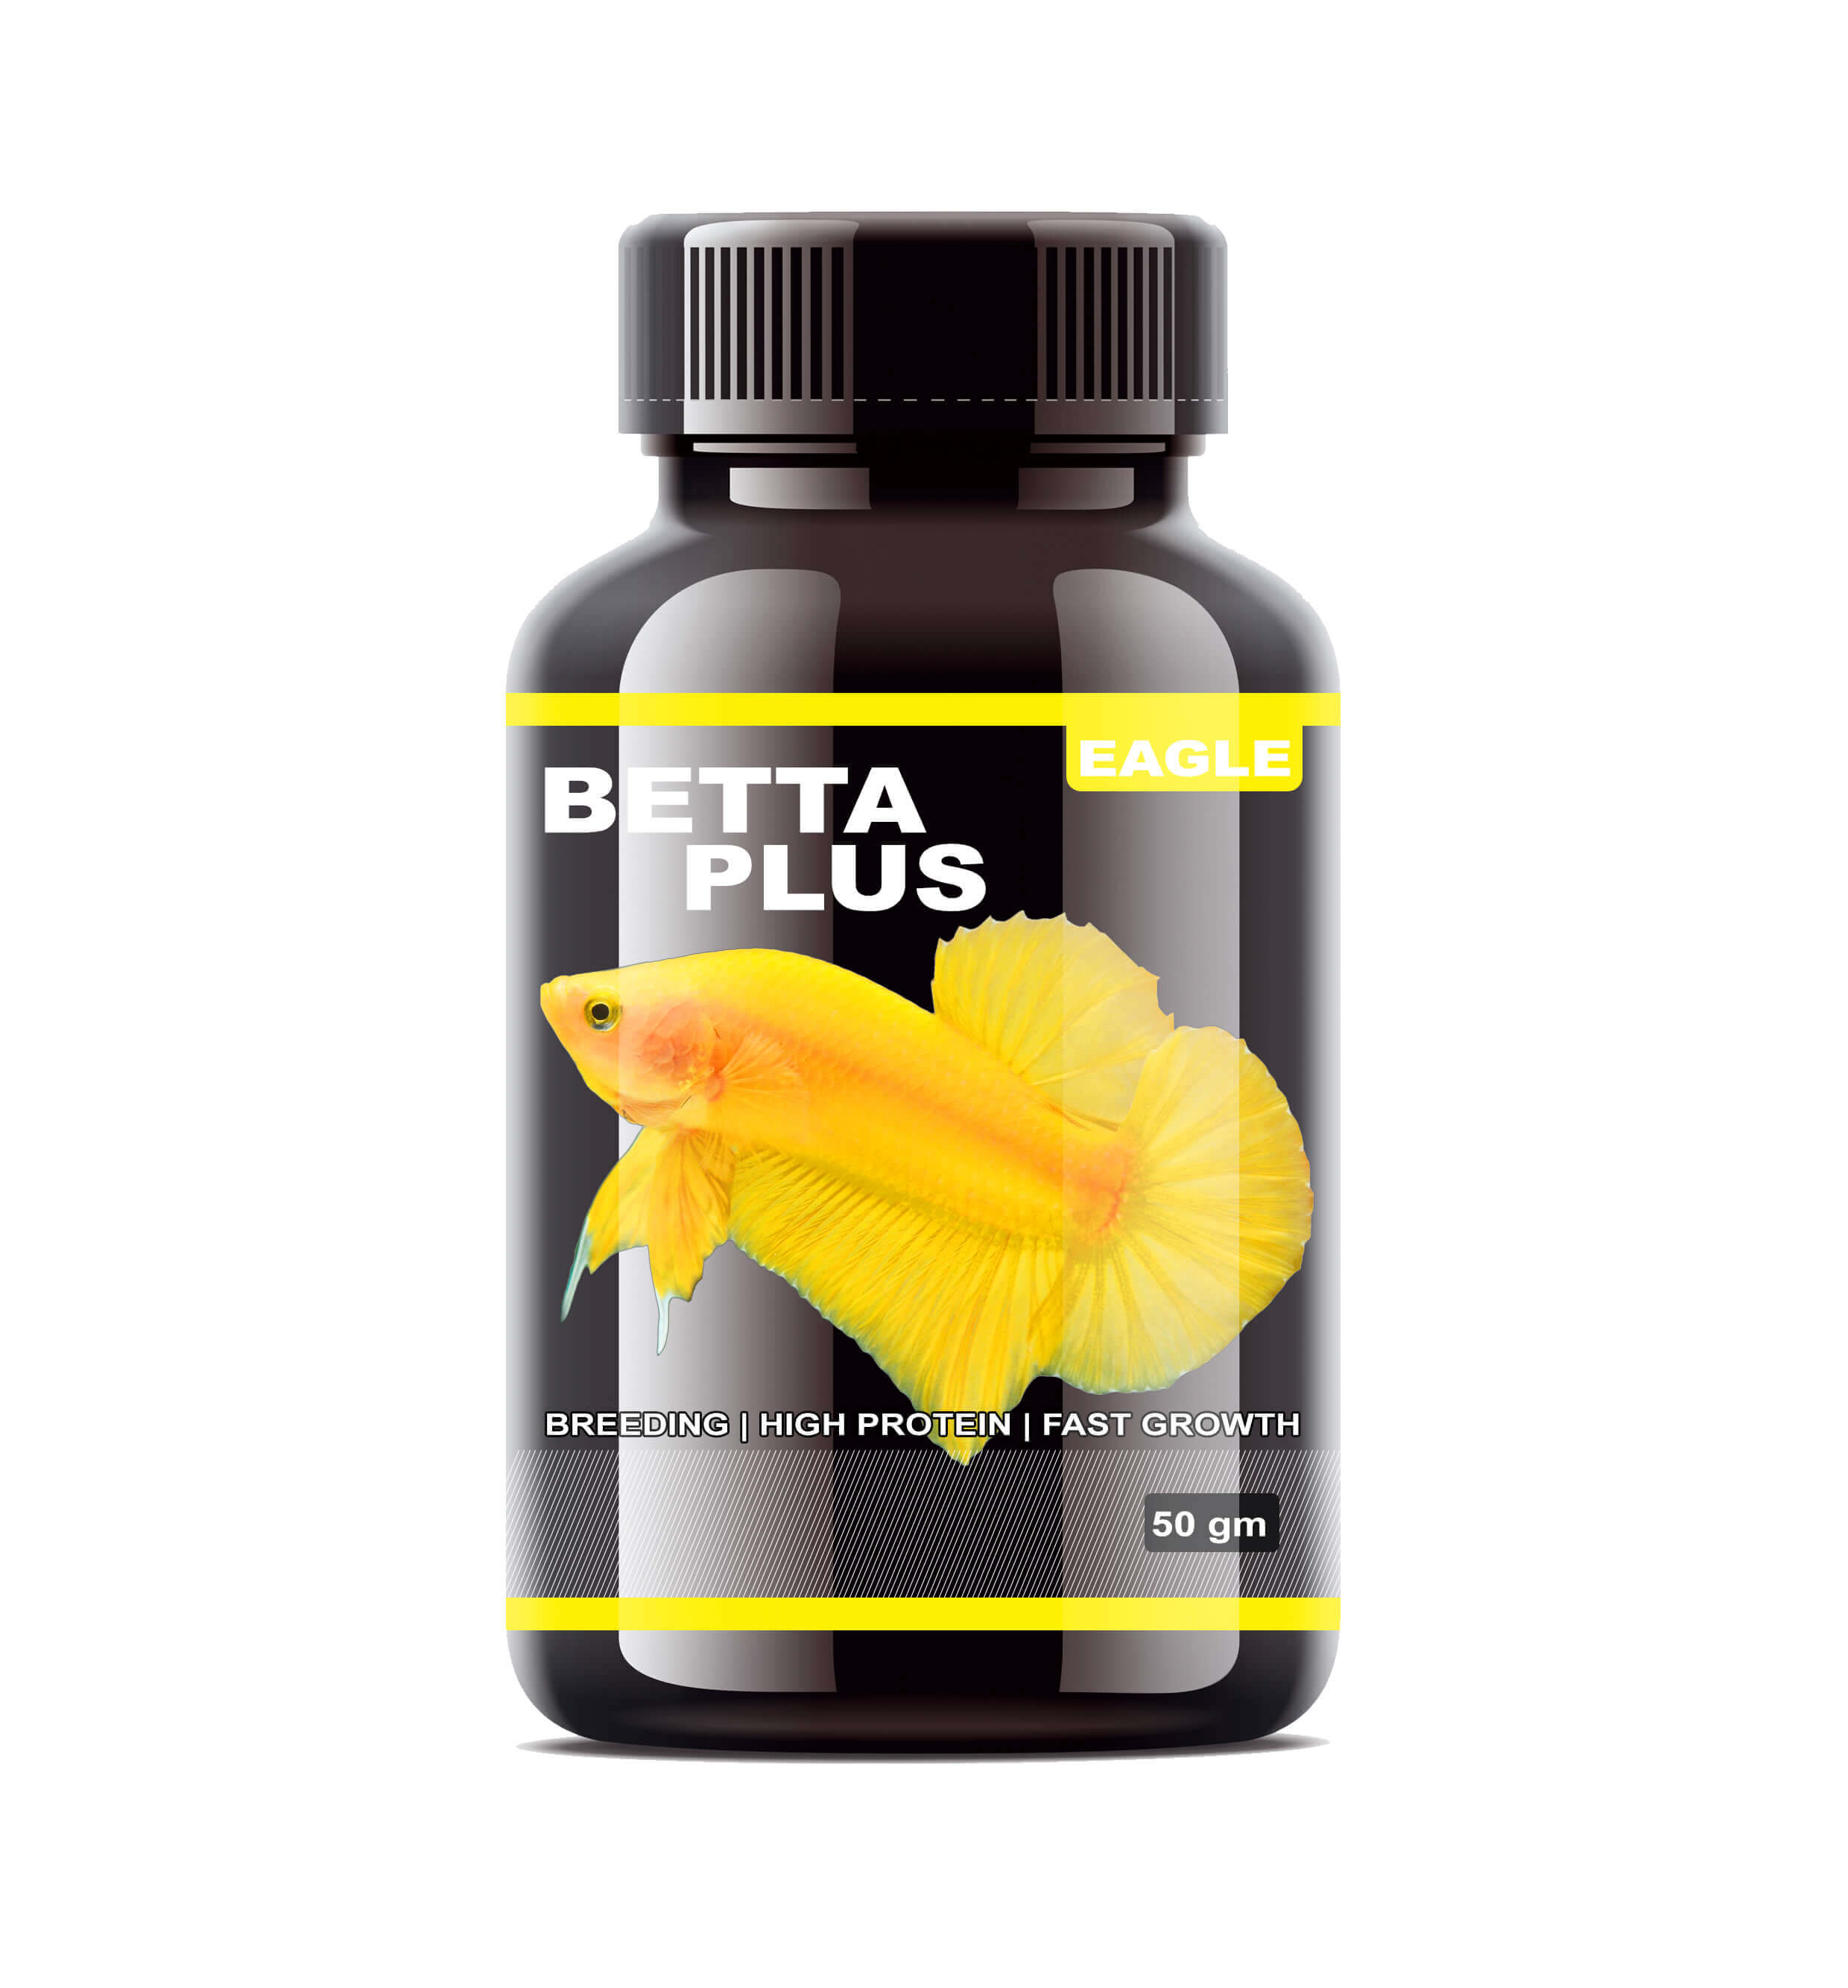 EAGLE
BETTA
PLUS
BREEDING | HIGH PROTEIN | FAST GROWTH
50 gm